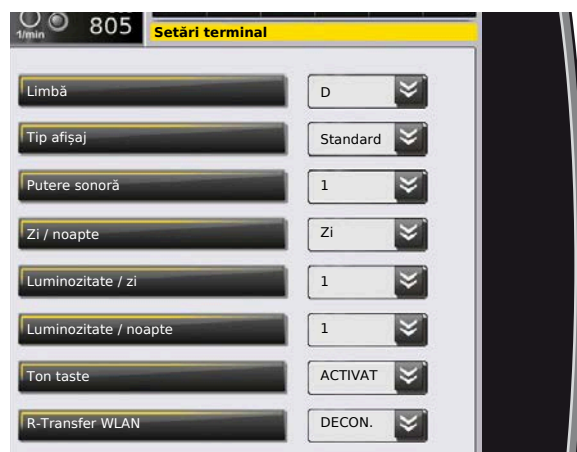 805
1/min
Setări terminal
Limbă D
Tip afișaj Standard
Putere sonoră 1
Zi / noapte Zi
Luminozitate / zi 1
Luminozitate / noapte 1
Ton taste ACTIVAT
R-Transfer WLAN DECON.